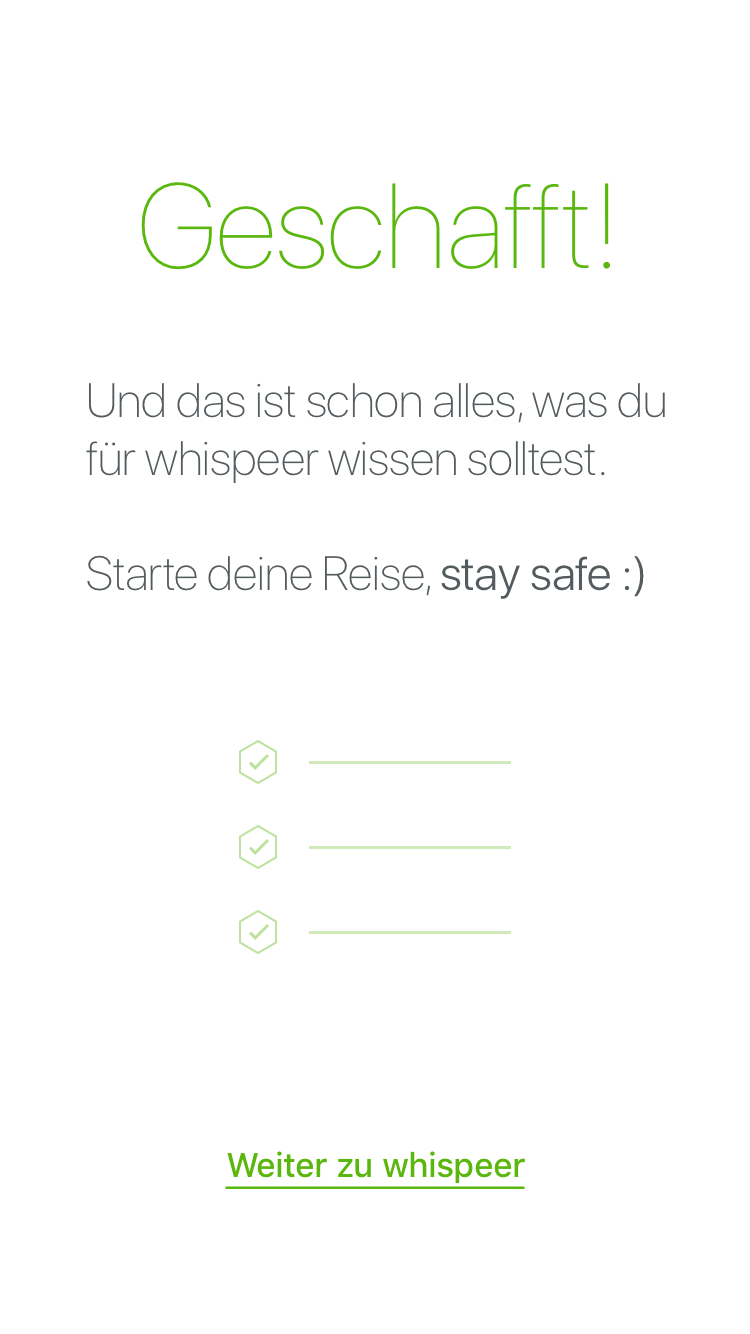 Geschafft!
Und das ist schon alles, was du
für whispeer wissen solltest.
Starte deine Reise, stay safe :)
Weiter zu whispeer